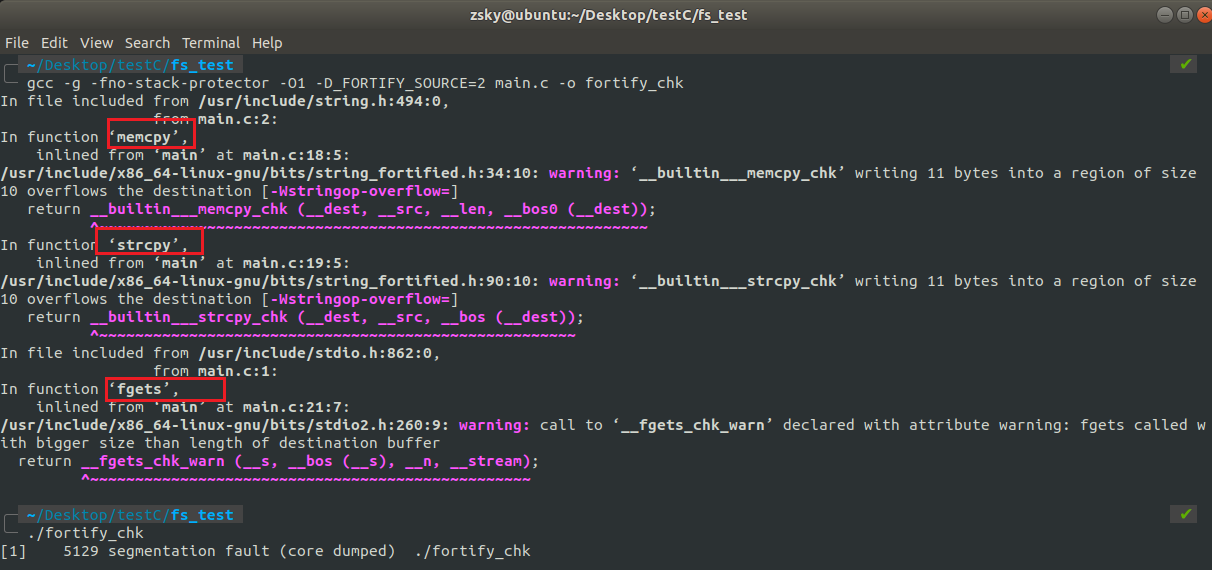 zsky@ubuntu:~/Desktop/testC/fs_test
File Edit View Search Terminal Help
~/Desktop/testC/fs_test ✔
gcc -g -fno-stack-protector -O1 -D_FORTIFY_SOURCE=2 main.c -o fortify_chk
In file included from /usr/include/string.h:494:0,
                 from main.c:2:
In function ‘memcpy’,
    inlined from ‘main’ at main.c:18:5:
/usr/include/x86_64-linux-gnu/bits/string_fortified.h:34:10: warning: ‘__builtin___memcpy_chk’ writing 11 bytes into a region of size
10 overflows the destination [-Wstringop-overflow=]
   return __builtin___memcpy_chk (__dest, __src, __len, __bos0 (__dest));
          ^~~~~~~~~~~~~~~~~~~~~~~~~~~~~~~~~~~~~~~~~~~~~~~~~~~~~~~~~~~~~~
In function ‘strcpy’,
    inlined from ‘main’ at main.c:19:5:
/usr/include/x86_64-linux-gnu/bits/string_fortified.h:90:10: warning: ‘__builtin___strcpy_chk’ writing 11 bytes into a region of size
10 overflows the destination [-Wstringop-overflow=]
   return __builtin___strcpy_chk (__dest, __src, __bos (__dest));
          ^~~~~~~~~~~~~~~~~~~~~~~~~~~~~~~~~~~~~~~~~~~~~~~~~~~~~~
In file included from /usr/include/stdio.h:862:0,
                 from main.c:1:
In function ‘fgets’,
    inlined from ‘main’ at main.c:21:7:
/usr/include/x86_64-linux-gnu/bits/stdio2.h:260:9: warning: call to ‘__fgets_chk_warn’ declared with attribute warning: fgets called w
ith bigger size than length of destination buffer
  return __fgets_chk_warn (__s, __bos (__s), __n, __stream);
         ^~~~~~~~~~~~~~~~~~~~~~~~~~~~~~~~~~~~~~~~~~~~~~~~~~
~/Desktop/testC/fs_test ✔
./fortify_chk
[1]    5129 segmentation fault (core dumped)  ./fortify_chk